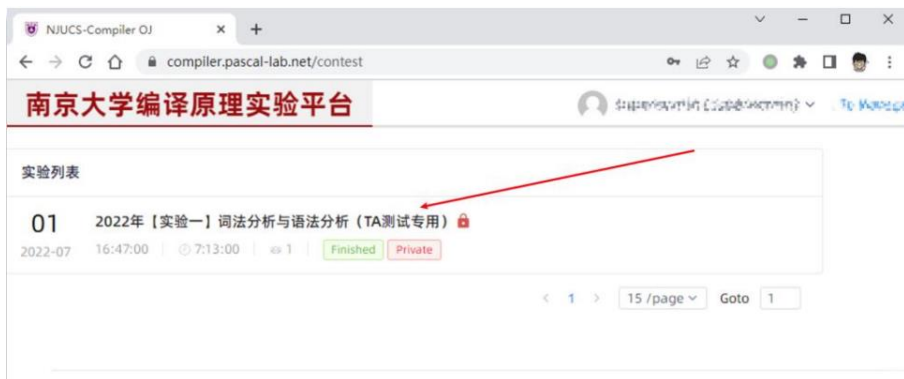 NJUCS-Compiler OJ
compiler.pascal-lab.net/contest
南京大学编译原理实验平台
实验列表
01
2022年【实验一】词法分析与语法分析（TA测试专用）
2022-07
16:47:00
7:13:00
1
Finished
Private
1
15 /page
Goto
1